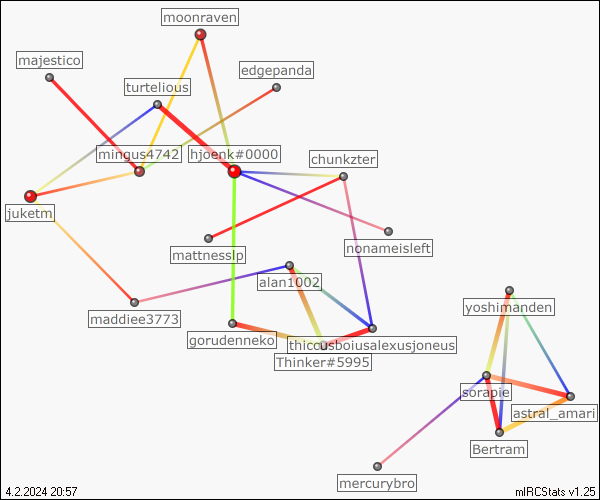 moonraven
majestico
edgepanda
turtelious
mingus4742
hjoenk#0000
chunkzter
juketm
mattnesslp
nonameisleft
alan1002
maddiee3773
yoshimanden
gorudenneko
thicousboiusalexusjoneus
Thinker#5995
sorapie
astral_amari
Bertram
mercurybro
4.2.2024 20:57
mIRCStats v1.25